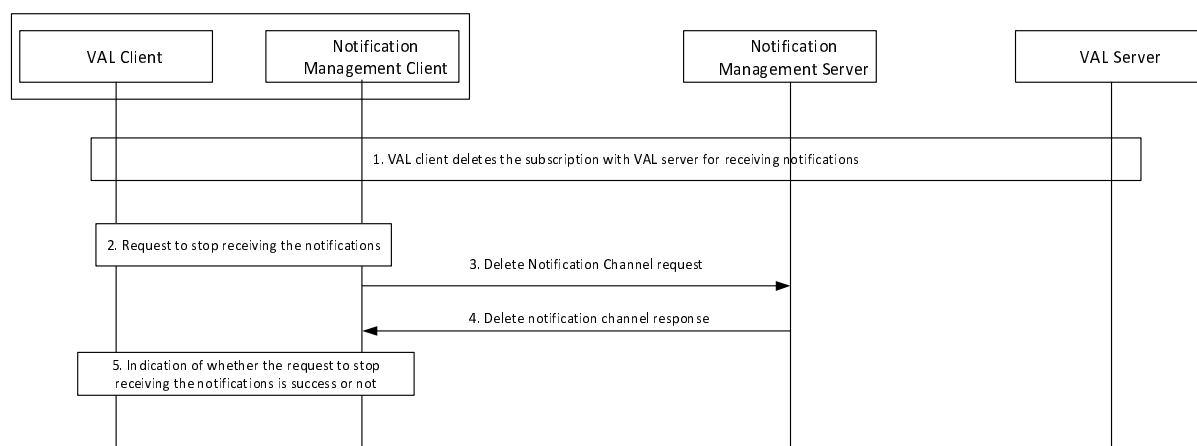 VAL Client
Notification
Management Client
Notification
Management Server
VAL Server
1. VAL client deletes the subscription with VAL server for receiving notifications
2. Request to stop receiving the notifications
3. Delete Notification Channel request
4. Delete notification channel response
5. Indication of whether the request to stop
receiving the notifications is success or not